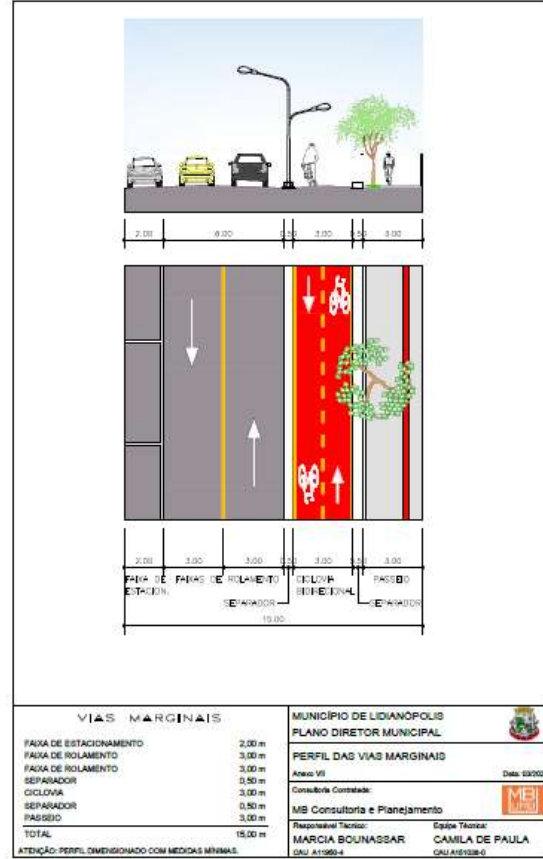 2.00 6.00 0.50 3.00 0.50 3.00
2.00 3.00 3.00 0.50 3.00 0.50 3.00
FAIXA DE ESTACION. FAIXAS DE ROLAMENTO CICLOVIA BIDIRECIONAL PASSEIO
SEPARADOR SEPARADOR
15.00
VIAS MARGINAIS
FAIXA DE ESTACIONAMENTO 2,00 m
FAIXA DE ROLAMENTO 3,00 m
FAIXA DE ROLAMENTO 3,00 m
SEPARADOR 0,50 m
CICLOVIA 3,00 m
SEPARADOR 0,50 m
PASSEIO 3,00 m
TOTAL 15,00 m
ATENÇÃO: PERFIL DIMENSIONADO COM MEDIDAS MÍNIMAS.
MUNICÍPIO DE LIDIANÓPOLIS
PLANO DIRETOR MUNICIPAL
PERFIL DAS VIAS MARGINAIS
Anexo VII Data:
Consultoria Contratada:
MB Consultoria e Planejamento
MB
Responsável Técnico: Equipe Técnica:
MARCIA BOUNASSAR CAMILA DE PAULA
CAU CAU